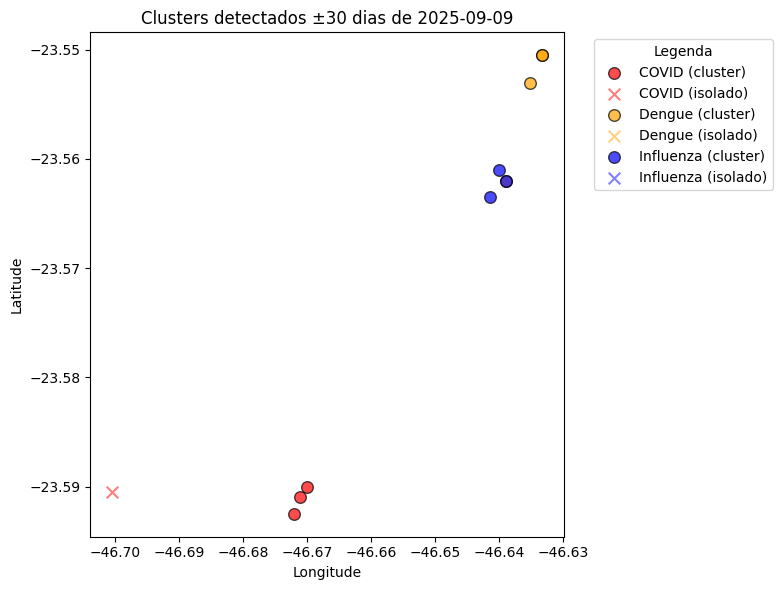 Clusters detectados ±30 dias de 2025-09-09
Legenda
COVID (cluster)
COVID (isolado)
Dengue (cluster)
Dengue (isolado)
Influenza (cluster)
Influenza (isolado)
Latitude
−23.55
−23.56
−23.57
−23.58
−23.59
−46.70 −46.69 −46.68 −46.67 −46.66 −46.65 −46.64 −46.63
Longitude